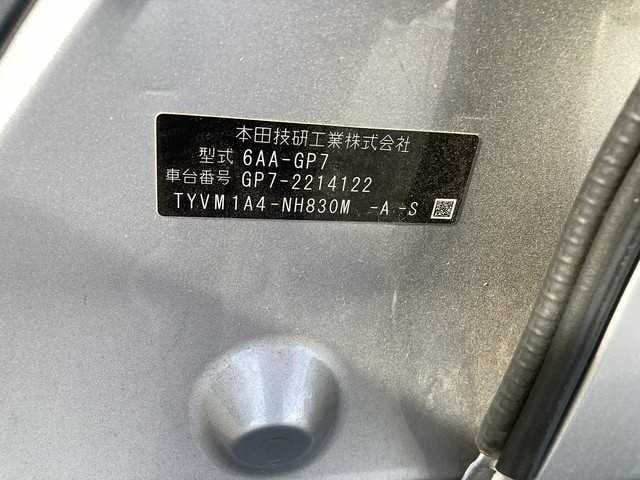 本田技研工業株式会社
型式 6AA-GP7
車台番号 GP7-2214122
TYVM1A4-NH830M -A-S